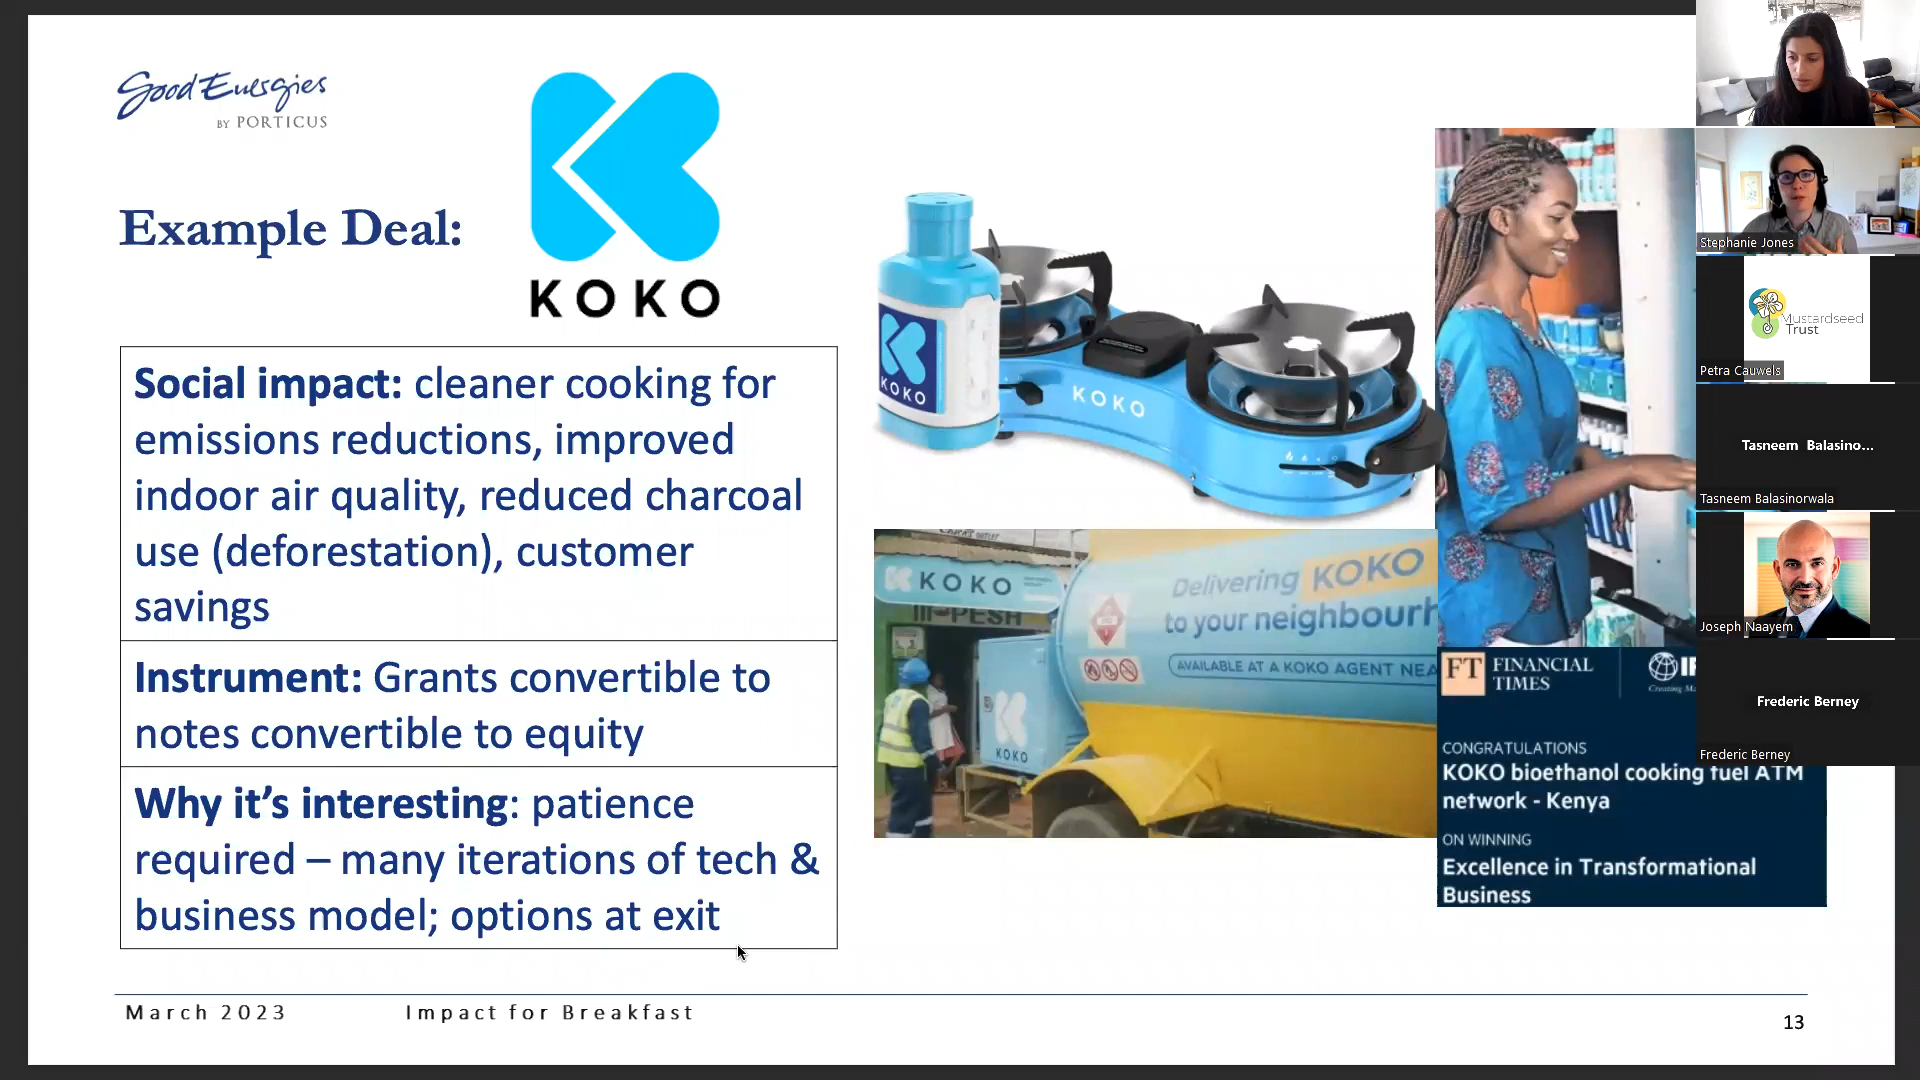 Good Energies
BY PORTICUS
Example Deal:
KOKO
Social impact: cleaner cooking for
emissions reductions, improved
indoor air quality, reduced charcoal
use (deforestation), customer
savings
Instrument: Grants convertible to
notes convertible to equity
Why it’s interesting: patience
required – many iterations of tech &
business model; options at exit
KOKO
KOKO
KOKO
Delivering KOKO
to your neighbourh
AVAILABLE AT A KOKO AGENT NEA
KOKO
FT FINANCIAL
TIMES
CONGRATULATIONS
KOKO bioethanol cooking fuel ATM
network - Kenya
ON WINNING
Excellence in Transformational
Business
Stephanie Jones
Mustardseed
Trust
Petra Cauwels
Tasneem Balasino...
Tasneem Balasinorwala
Joseph Naayem
Frederic Berney
Frederic Berney
March 2023
Impact for Breakfast
13